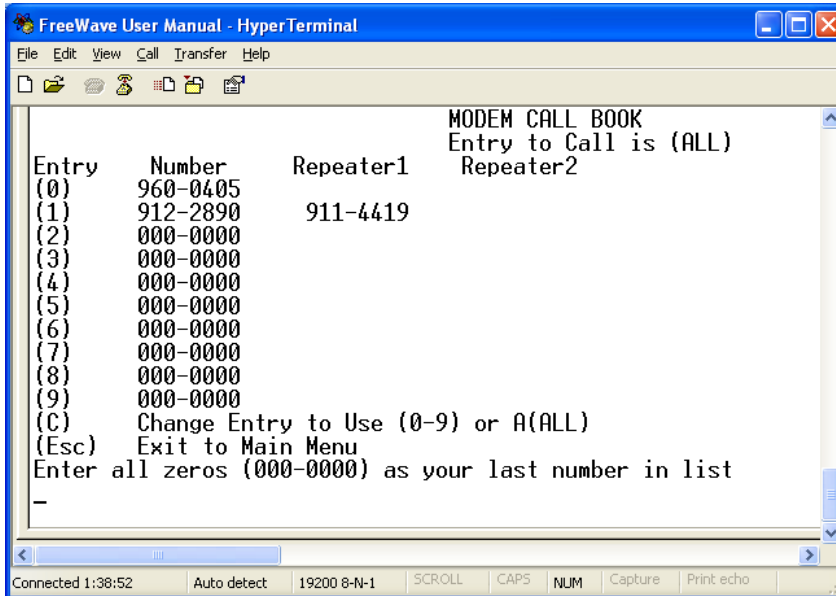 FreeWave User Manual - HyperTerminal
File Edit View Call Transfer Help
MODEM CALL BOOK
Entry to Call is (ALL)
Entry Number Repeater1 Repeater2
(0) 960-0405
(1) 912-2890 911-4419
(2) 000-0000
(3) 000-0000
(4) 000-0000
(5) 000-0000
(6) 000-0000
(7) 000-0000
(8) 000-0000
(9) 000-0000
(C) Change Entry to Use (0-9) or A(ALL)
(Esc) Exit to Main Menu
Enter all zeros (000-0000) as your last number in list
Connected 1:38:52 Auto detect 19200 8-N-1 SCROLL CAPS NUM Capture Print echo